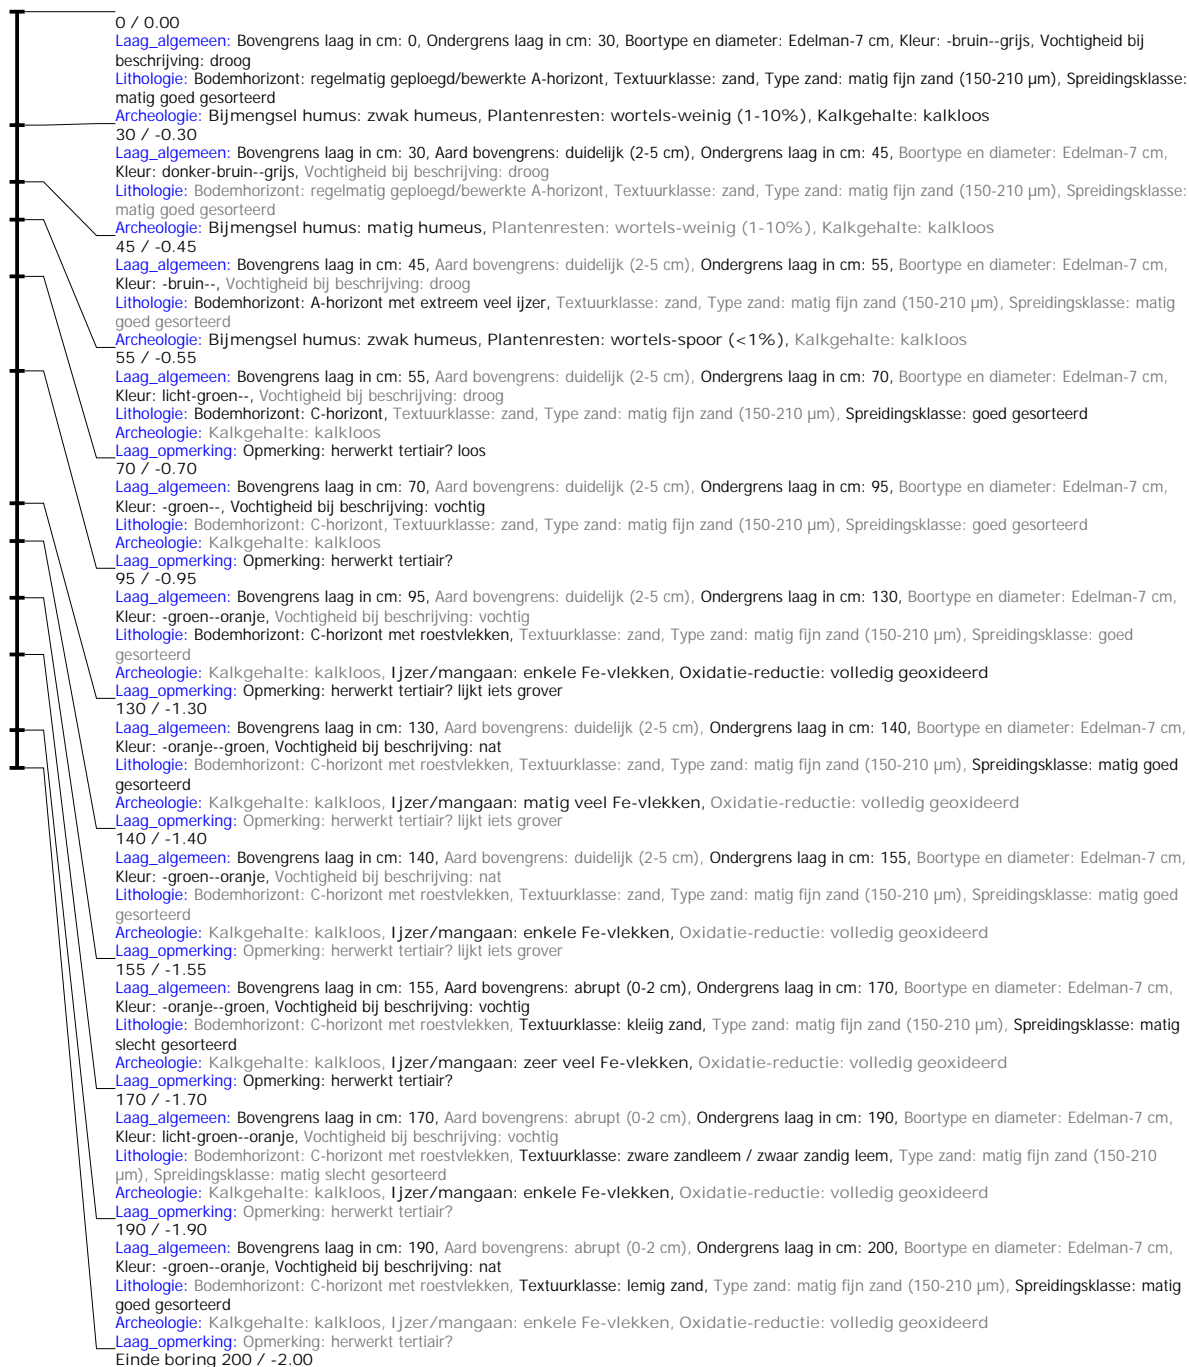 0 / 0.00
Laag_algemeen: Bovengrens laag in cm: 0, Ondergrens laag in cm: 30, Boortype en diameter: Edelman-7 cm, Kleur: -bruin--grijs, Vochtigheid bij
beschrijving: droog
Lithologie: Bodemhorizont: regelmatig geploegd/bewerkte A-horizont, Textuurklasse: zand, Type zand: matig fijn zand (150-210 µm), Spreidingsklasse:
matig goed gesorteerd
Archeologie: Bijmengsel humus: zwak humeus, Plantenresten: wortels-weinig (1-10%), Kalkgehalte: kalkloos
30 / -0.30
Laag_algemeen: Bovengrens laag in cm: 30, Aard bovengrens: duidelijk (2-5 cm), Ondergrens laag in cm: 45, Boortype en diameter: Edelman-7 cm,
Kleur: donker-bruin--grijs, Vochtigheid bij beschrijving: droog
Lithologie: Bodemhorizont: regelmatig geploegd/bewerkte A-horizont, Textuurklasse: zand, Type zand: matig fijn zand (150-210 µm), Spreidingsklasse:
matig goed gesorteerd
Archeologie: Bijmengsel humus: matig humeus, Plantenresten: wortels-weinig (1-10%), Kalkgehalte: kalkloos
45 / -0.45
Laag_algemeen: Bovengrens laag in cm: 45, Aard bovengrens: duidelijk (2-5 cm), Ondergrens laag in cm: 55, Boortype en diameter: Edelman-7 cm,
Kleur: -bruin--, Vochtigheid bij beschrijving: droog
Lithologie: Bodemhorizont: A-horizont met extreem veel ijzer, Textuurklasse: zand, Type zand: matig fijn zand (150-210 µm), Spreidingsklasse: matig
goed gesorteerd
Archeologie: Bijmengsel humus: zwak humeus, Plantenresten: wortels-spoor (<1%), Kalkgehalte: kalkloos
55 / -0.55
Laag_algemeen: Bovengrens laag in cm: 55, Aard bovengrens: duidelijk (2-5 cm), Ondergrens laag in cm: 70, Boortype en diameter: Edelman-7 cm,
Kleur: licht-groen--, Vochtigheid bij beschrijving: droog
Lithologie: Bodemhorizont: C-horizont, Textuurklasse: zand, Type zand: matig fijn zand (150-210 µm), Spreidingsklasse: goed gesorteerd
Archeologie: Kalkgehalte: kalkloos
Laag_opmerking: Opmerking: herwerkt tertiair? loos
70 / -0.70
Laag_algemeen: Bovengrens laag in cm: 70, Aard bovengrens: duidelijk (2-5 cm), Ondergrens laag in cm: 95, Boortype en diameter: Edelman-7 cm,
Kleur: -groen--, Vochtigheid bij beschrijving: vochtig
Lithologie: Bodemhorizont: C-horizont, Textuurklasse: zand, Type zand: matig fijn zand (150-210 µm), Spreidingsklasse: goed gesorteerd
Archeologie: Kalkgehalte: kalkloos
Laag_opmerking: Opmerking: herwerkt tertiair?
95 / -0.95
Laag_algemeen: Bovengrens laag in cm: 95, Aard bovengrens: duidelijk (2-5 cm), Ondergrens laag in cm: 130, Boortype en diameter: Edelman-7 cm,
Kleur: -groen--oranje, Vochtigheid bij beschrijving: vochtig
Lithologie: Bodemhorizont: C-horizont met roestvlekken, Textuurklasse: zand, Type zand: matig fijn zand (150-210 µm), Spreidingsklasse: goed
gesorteerd
Archeologie: Kalkgehalte: kalkloos, Ijzer/mangaan: enkele Fe-vlekken, Oxidatie-reductie: volledig geoxideerd
Laag_opmerking: Opmerking: herwerkt tertiair? lijkt iets grover
130 / -1.30
Laag_algemeen: Bovengrens laag in cm: 130, Aard bovengrens: duidelijk (2-5 cm), Ondergrens laag in cm: 140, Boortype en diameter: Edelman-7 cm,
Kleur: -oranje--groen, Vochtigheid bij beschrijving: nat
Lithologie: Bodemhorizont: C-horizont met roestvlekken, Textuurklasse: zand, Type zand: matig fijn zand (150-210 µm), Spreidingsklasse: matig goed
gesorteerd
Archeologie: Kalkgehalte: kalkloos, Ijzer/mangaan: matig veel Fe-vlekken, Oxidatie-reductie: volledig geoxideerd
Laag_opmerking: Opmerking: herwerkt tertiair? lijkt iets grover
140 / -1.40
Laag_algemeen: Bovengrens laag in cm: 140, Aard bovengrens: duidelijk (2-5 cm), Ondergrens laag in cm: 155, Boortype en diameter: Edelman-7 cm,
Kleur: -groen--oranje, Vochtigheid bij beschrijving: nat
Lithologie: Bodemhorizont: C-horizont met roestvlekken, Textuurklasse: zand, Type zand: matig fijn zand (150-210 µm), Spreidingsklasse: matig goed
gesorteerd
Archeologie: Kalkgehalte: kalkloos, Ijzer/mangaan: enkele Fe-vlekken, Oxidatie-reductie: volledig geoxideerd
Laag_opmerking: Opmerking: herwerkt tertiair? lijkt iets grover
155 / -1.55
Laag_algemeen: Bovengrens laag in cm: 155, Aard bovengrens: abrupt (0-2 cm), Ondergrens laag in cm: 170, Boortype en diameter: Edelman-7 cm,
Kleur: -oranje--groen, Vochtigheid bij beschrijving: vochtig
Lithologie: Bodemhorizont: C-horizont met roestvlekken, Textuurklasse: kleiig zand, Type zand: matig fijn zand (150-210 µm), Spreidingsklasse: matig
slecht gesorteerd
Archeologie: Kalkgehalte: kalkloos, Ijzer/mangaan: zeer veel Fe-vlekken, Oxidatie-reductie: volledig geoxideerd
Laag_opmerking: Opmerking: herwerkt tertiair?
170 / -1.70
Laag_algemeen: Bovengrens laag in cm: 170, Aard bovengrens: abrupt (0-2 cm), Ondergrens laag in cm: 190, Boortype en diameter: Edelman-7 cm,
Kleur: licht-groen--oranje, Vochtigheid bij beschrijving: vochtig
Lithologie: Bodemhorizont: C-horizont met roestvlekken, Textuurklasse: zware zandleem / zwaar zandig leem, Type zand: matig fijn zand (150-210
µm), Spreidingsklasse: matig slecht gesorteerd
Archeologie: Kalkgehalte: kalkloos, Ijzer/mangaan: enkele Fe-vlekken, Oxidatie-reductie: volledig geoxideerd
Laag_opmerking: Opmerking: herwerkt tertiair?
190 / -1.90
Laag_algemeen: Bovengrens laag in cm: 190, Aard bovengrens: abrupt (0-2 cm), Ondergrens laag in cm: 200, Boortype en diameter: Edelman-7 cm,
Kleur: -groen--oranje, Vochtigheid bij beschrijving: nat
Lithologie: Bodemhorizont: C-horizont met roestvlekken, Textuurklasse: lemig zand, Type zand: matig fijn zand (150-210 µm), Spreidingsklasse: matig
goed gesorteerd
Archeologie: Kalkgehalte: kalkloos, Ijzer/mangaan: enkele Fe-vlekken, Oxidatie-reductie: volledig geoxideerd
Laag_opmerking: Opmerking: herwerkt tertiair?
Einde boring 200 / -2.00